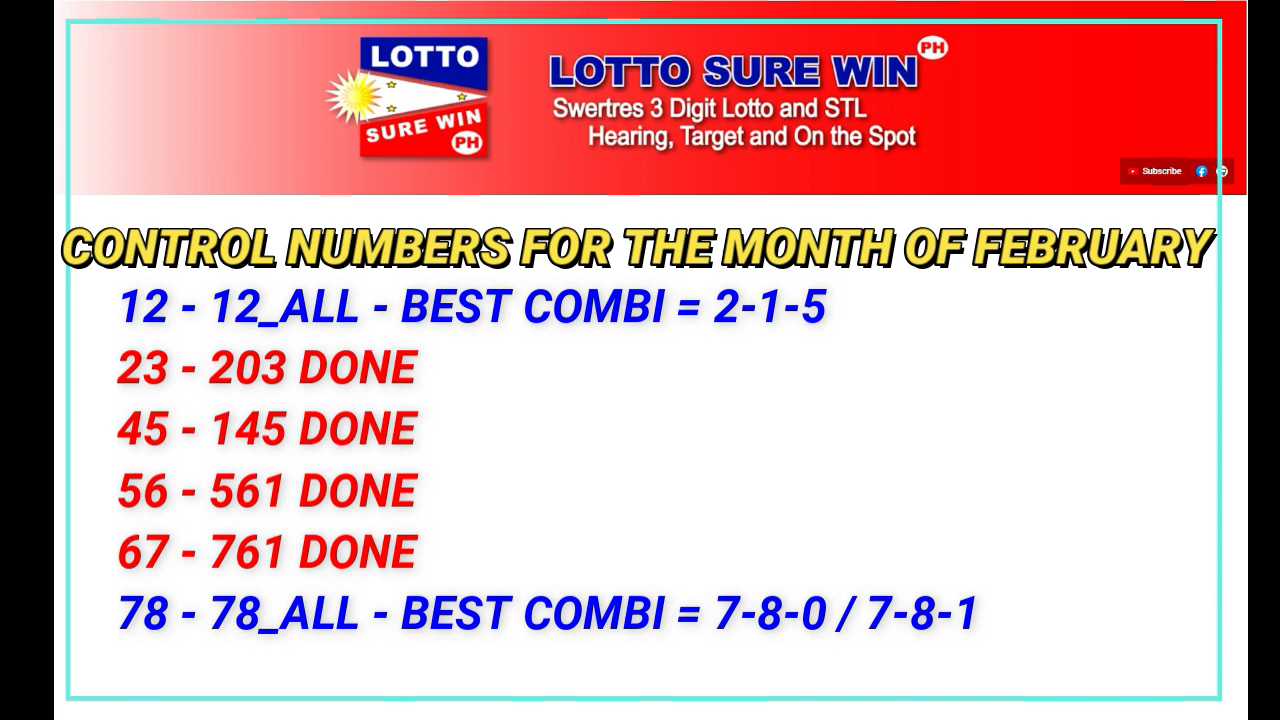 LOTTO
SURE WIN
PH
LOTTO SURE WIN PH
Swertres 3 Digit Lotto and STL
Hearing, Target and On the Spot
Subscribe
CONTROL NUMBERS FOR THE MONTH OF FEBRUARY
12 - 12_ALL - BEST COMBI = 2-1-5
23 - 203 DONE
45 - 145 DONE
56 - 561 DONE
67 - 761 DONE
78 - 78_ALL - BEST COMBI = 7-8-0 / 7-8-1